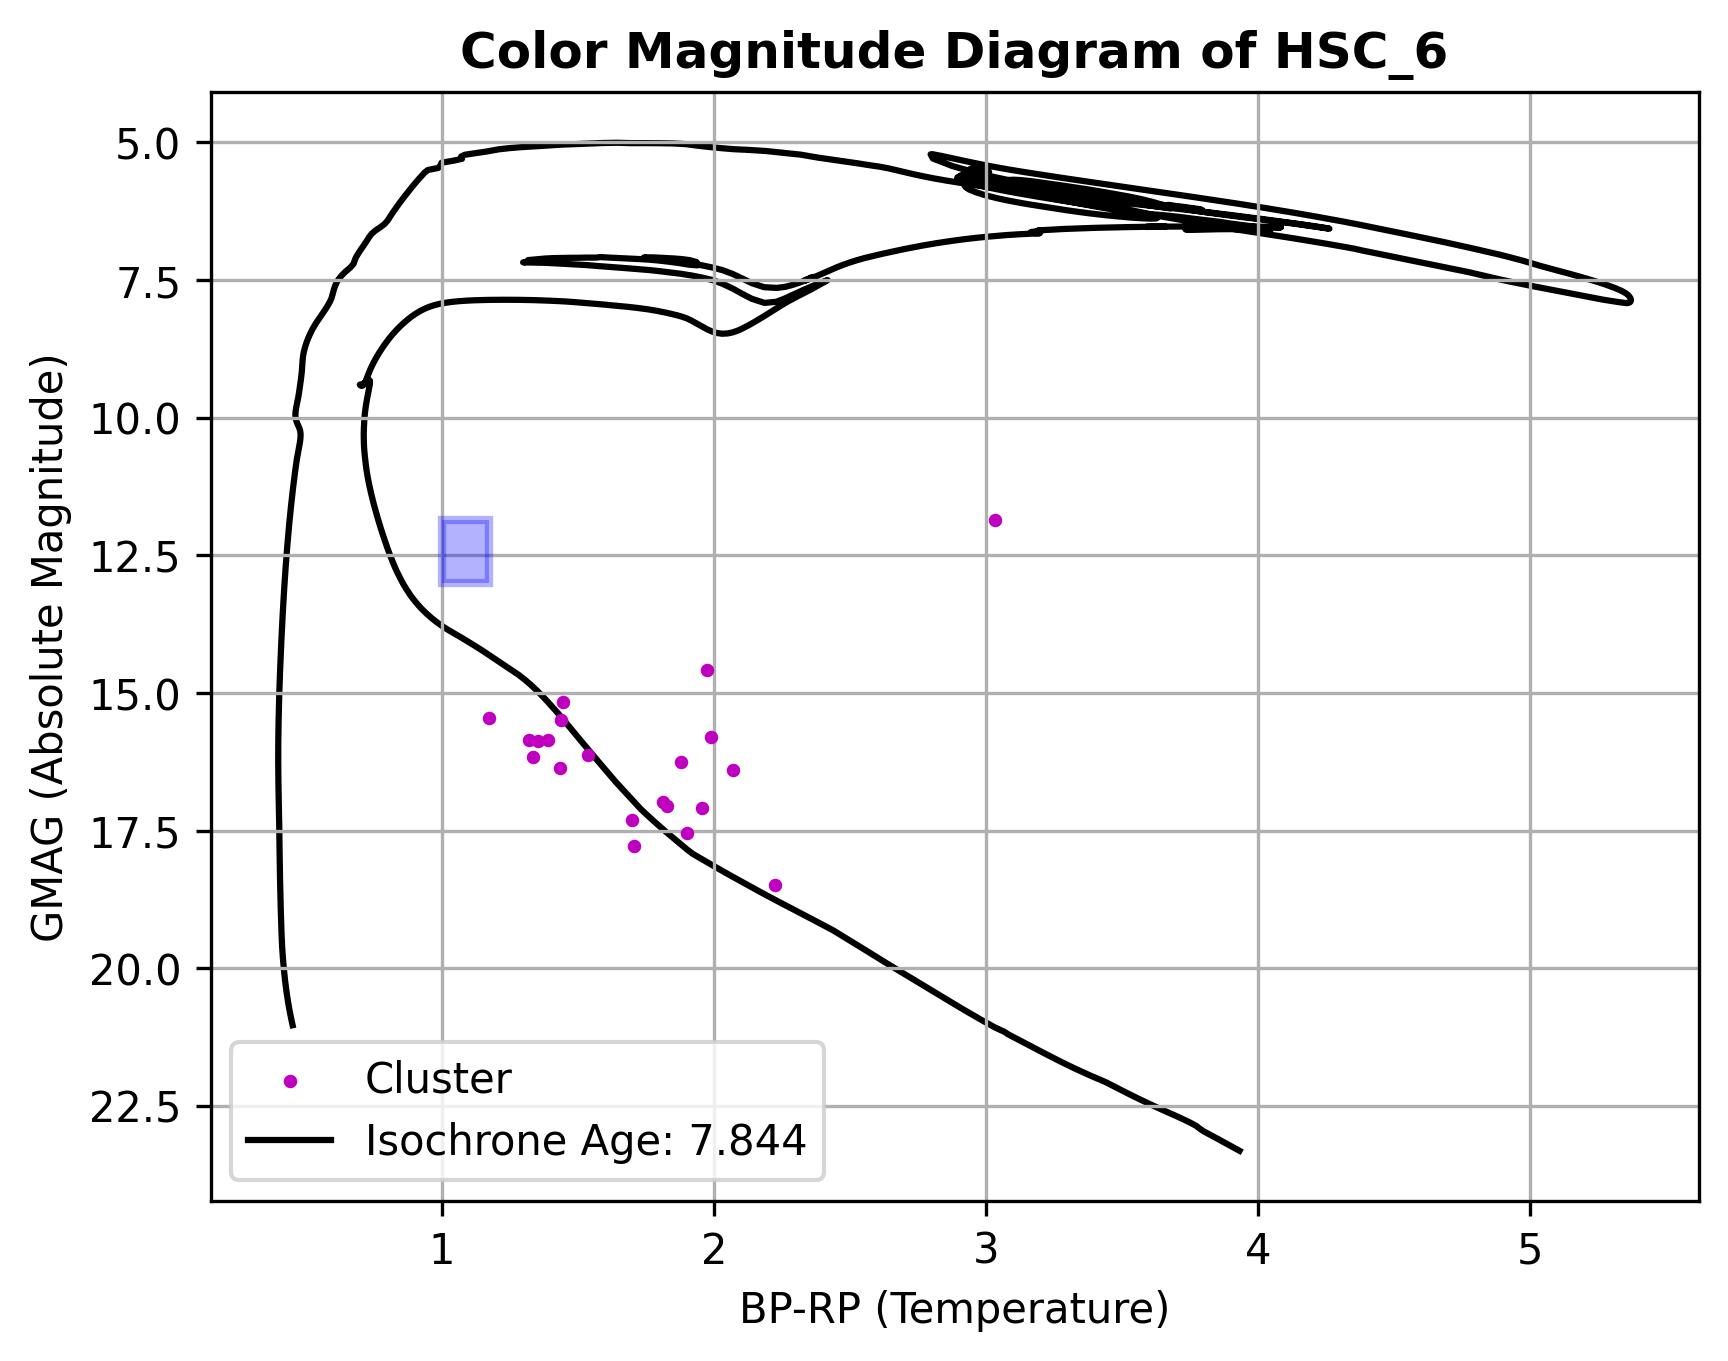 Color Magnitude Diagram of HSC_6
GMAG (Absolute Magnitude)
5.0
7.5
10.0
12.5
15.0
17.5
20.0
22.5
Cluster
Isochrone Age: 7.844
1 2 3 4 5
BP-RP (Temperature)